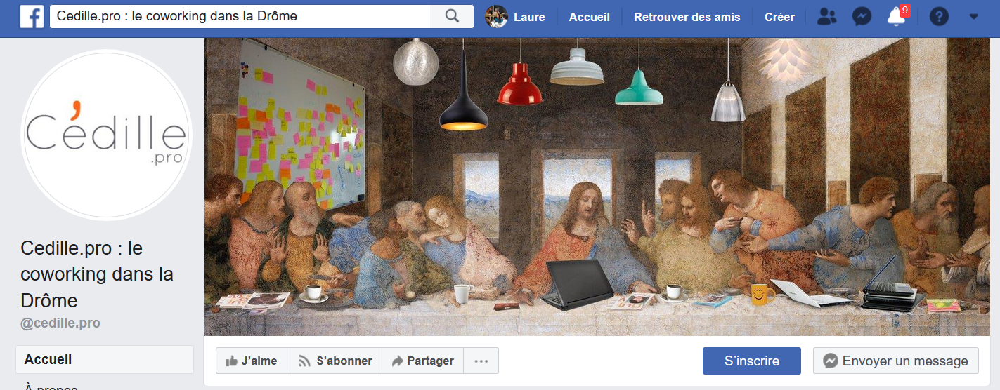 Cedille.pro : le coworking dans la Drôme
Laure
Accueil
Retrouver des amis
Créer
9
?
Cédille
.pro
Cedille.pro : le
coworking dans la
Drôme
@cedille.pro
Accueil
À propos
J’aime
S’abonner
Partager
S’inscrire
Envoyer un message